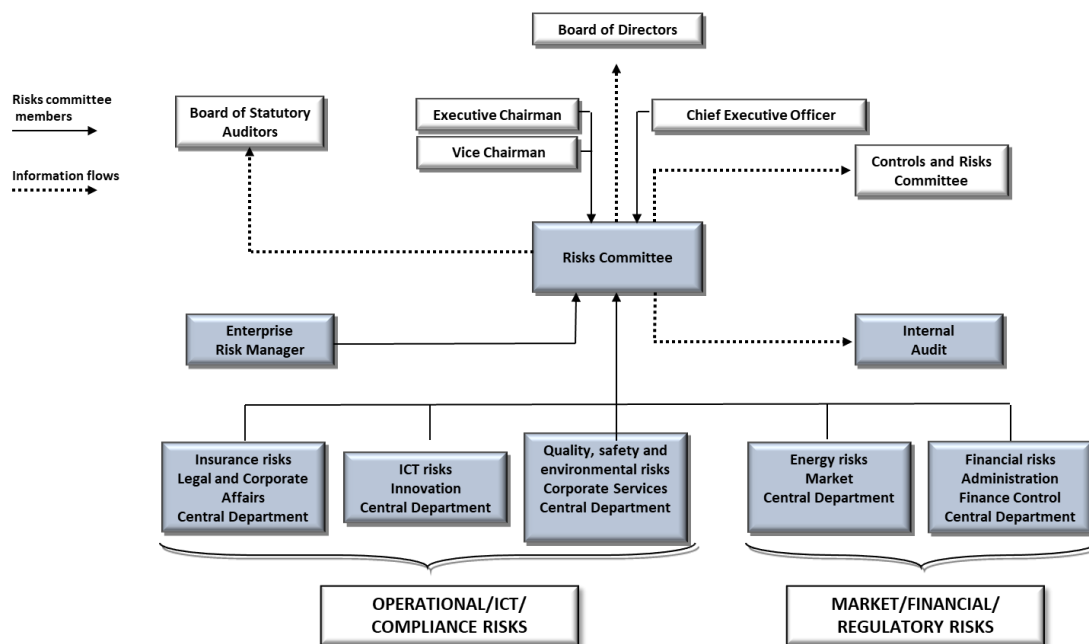 Board of Directors
Risks committee
members
Board of Statutory
Auditors
Executive Chairman
Chief Executive Officer
Vice Chairman
Controls and Risks
Committee
Information flows
Risks Committee
Enterprise
Risk Manager
Internal
Audit
Insurance risks
Legal and Corporate
Affairs
Central Department
ICT risks
Innovation
Central Department
Quality, safety and
environmental risks
Corporate Services
Central Department
Energy risks
Market
Central Department
Financial risks
Administration
Finance Control
Central Department
OPERATIONAL/ICT/
COMPLIANCE RISKS
MARKET/FINANCIAL/
REGULATORY RISKS